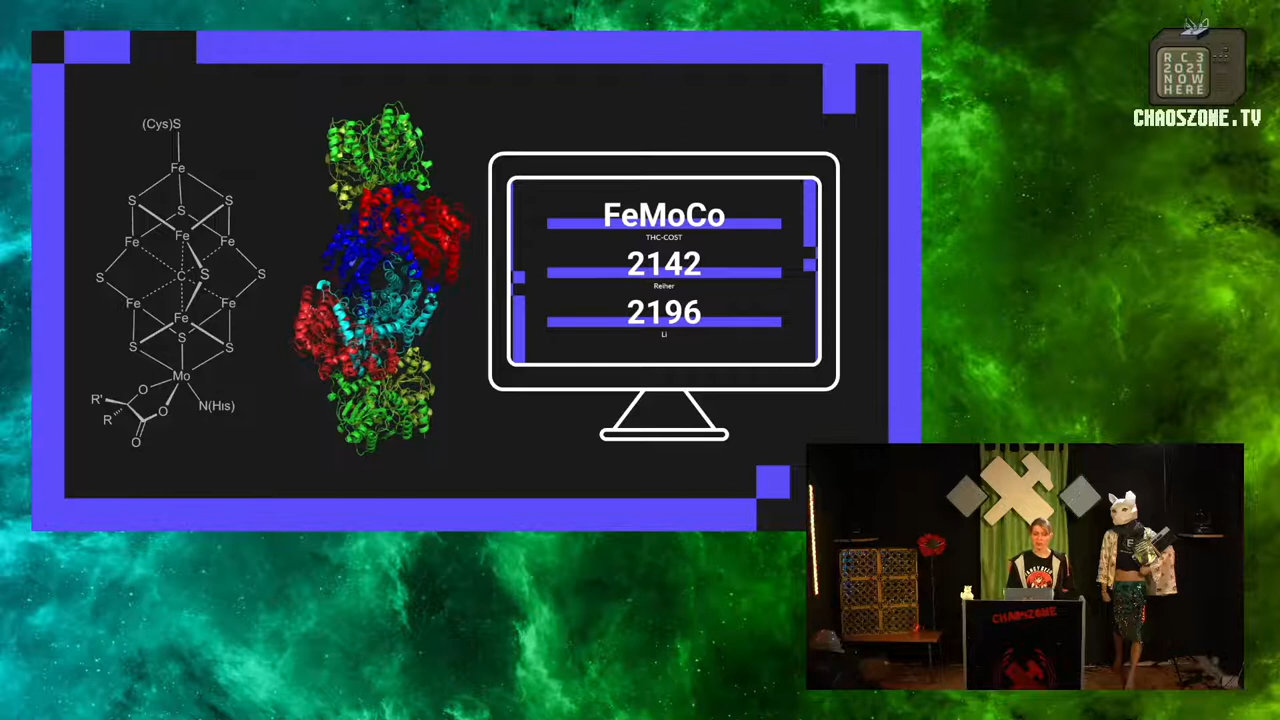 RC3
2021
NOW
HERE
CHAOSZONE.TV
(Cys)S
Fe
S
S
S
Fe
Fe
Fe
S
C
S
S
Fe
Fe
Fe
S
S
S
Mo
O
R'
O
N(His)
R
O
FeMoCo
THC-COST
2142
Reiher
2196
Li
CHAOSZONE